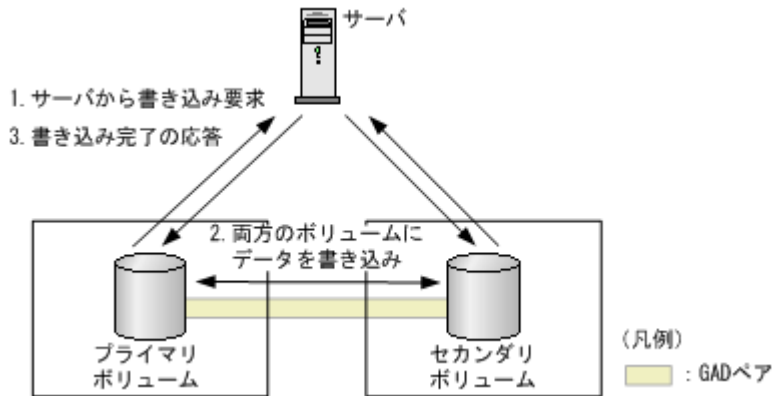 サーバ
1. サーバから書き込み要求
3. 書き込み完了の応答
2. 両方のボリュームに
データを書き込み
プライマリ
ボリューム
セカンダリ
ボリューム
(凡例)
: GADペア